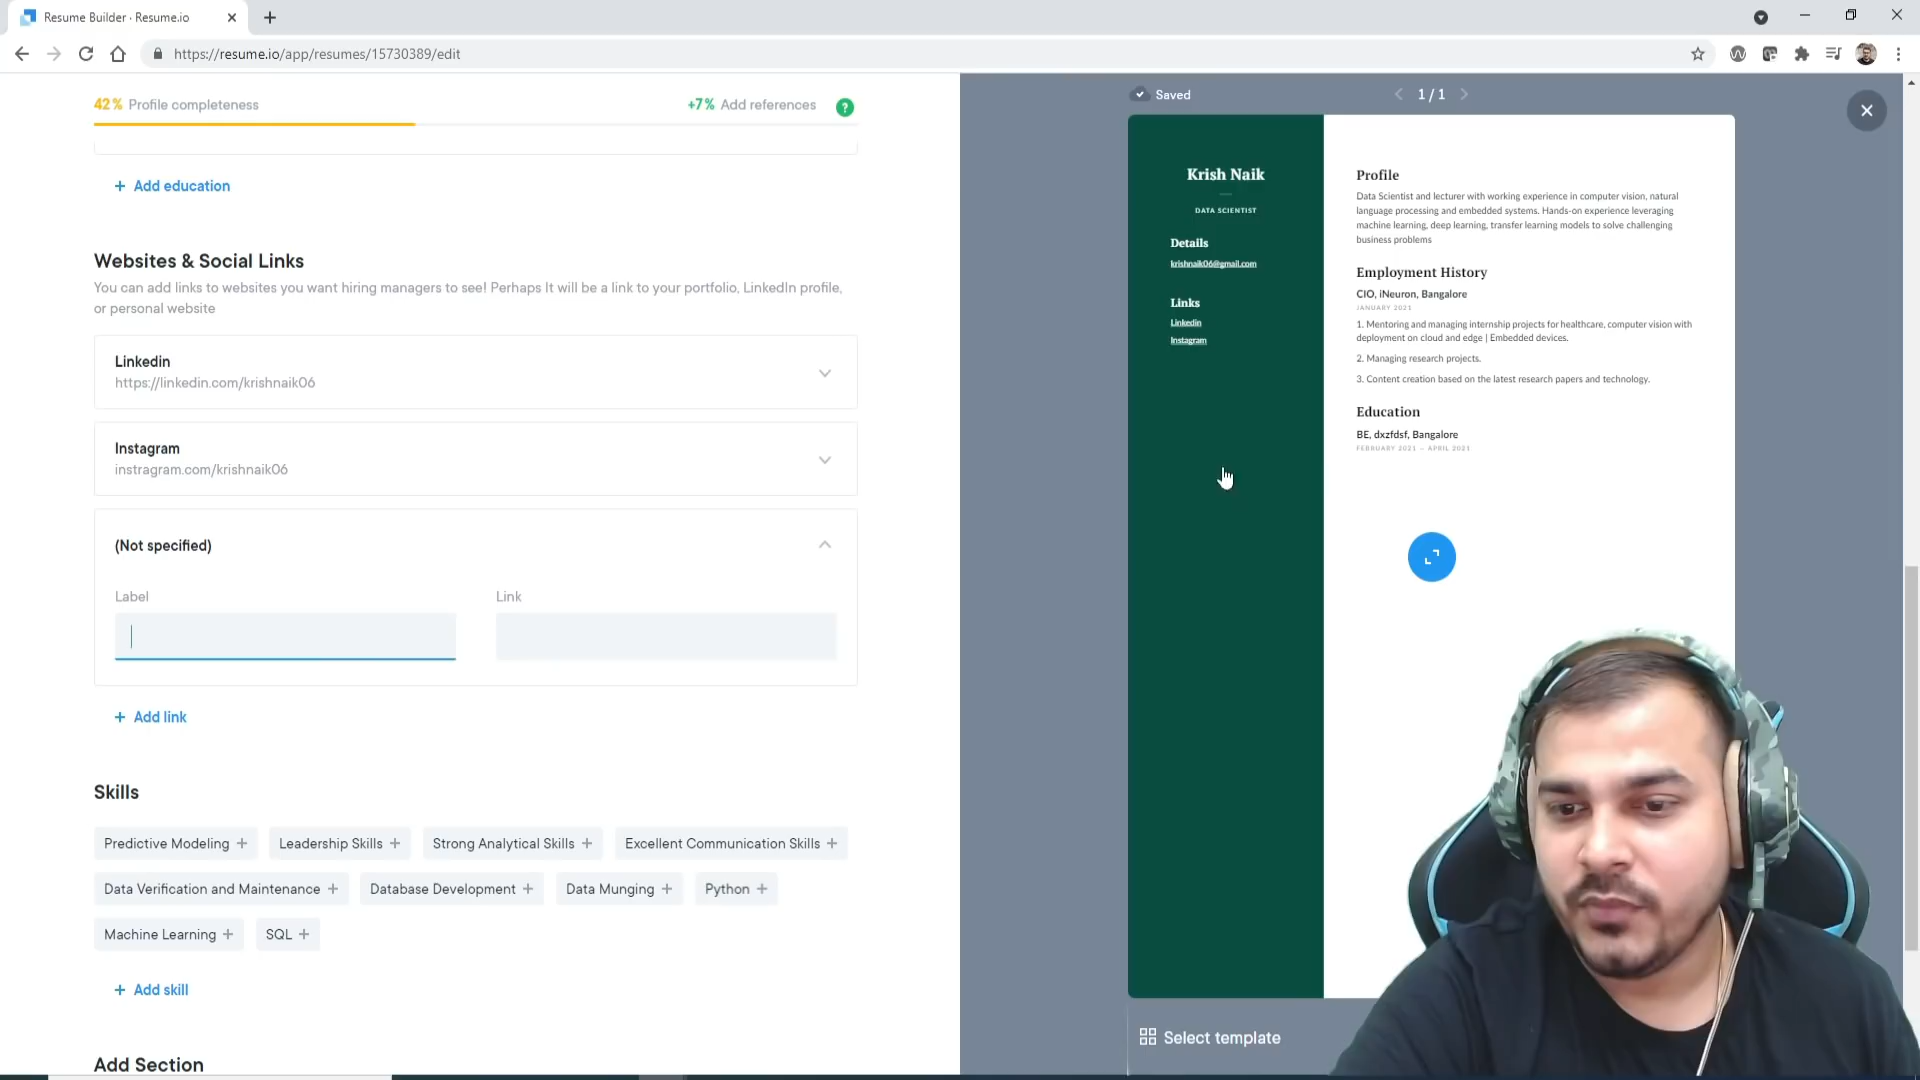 Resume Builder · Resume.io
https://resume.io/app/resumes/15730389/edit
42% Profile completeness
+7% Add references
?
+ Add education
Websites & Social Links
You can add links to websites you want hiring managers to see! Perhaps It will be a link to your portfolio, LinkedIn profile,
or personal website
Linkedin
https://linkedin.com/krishnaik06
Instagram
instragram.com/krishnaik06
(Not specified)
Label
Link
+ Add link
Skills
Predictive Modeling +
Leadership Skills +
Strong Analytical Skills +
Excellent Communication Skills +
Data Verification and Maintenance +
Database Development +
Data Munging +
Python +
Machine Learning +
SQL +
+ Add skill
Add Section
Saved
1 / 1
Krish Naik
DATA SCIENTIST
Details
krishnaik06@gmail.com
Links
Linkedin
Instagram
Profile
Data Scientist and lecturer with working experience in computer vision, natural
language processing and embedded systems. Hands-on experience leveraging
machine learning, deep learning, transfer learning models to solve challenging
business problems
Employment History
CIO, iNeuron, Bangalore
JANUARY 2021
1. Mentoring and managing internship projects for healthcare, computer vision with
deployment on cloud and edge | Embedded devices.
2. Managing research projects.
3. Content creation based on the latest research papers and technology.
Education
BE, dxzfdsf, Bangalore
FEBRUARY 2021 – APRIL 2021
Select template